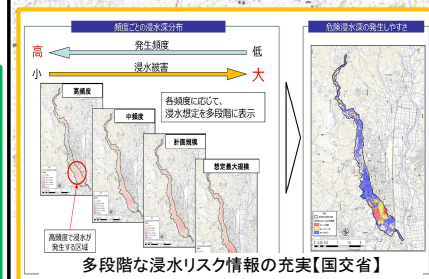 頻度ごとの浸水深分布
高
発生頻度
低
小
浸水被害
大
高頻度
中頻度
計画規模
想定最大規模
各頻度に応じて、
浸水想定を多段階に表示
高頻度で浸水が
発生する区域
危険浸水深の発生しやすさ
多段階な浸水リスク情報の充実【国交省】